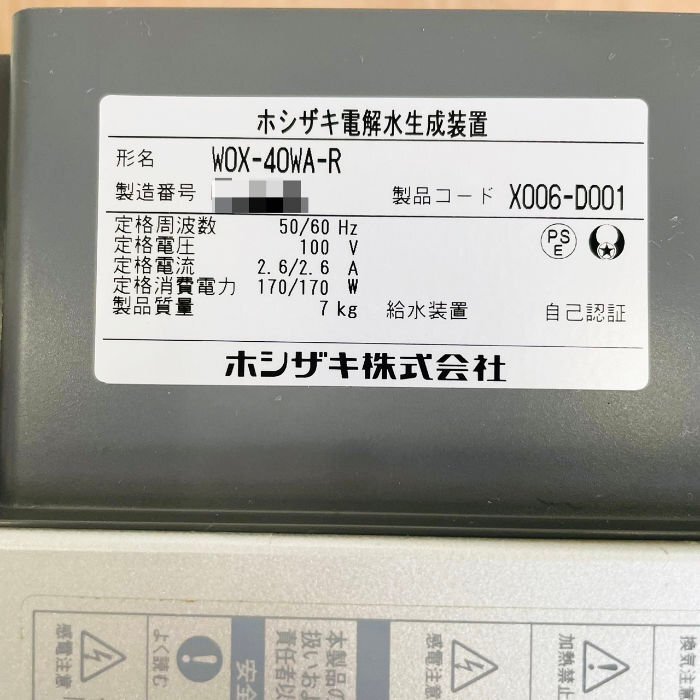 ホシザキ電解水生成装置
形名 WOX-40WA-R
製造番号
製品コード X006-D001
定格周波数 50/60 Hz
定格電圧 100 V
定格電流 2.6/2.6 A
定格消費電力 170/170 W
製品質量 7 kg 給水装置 自己認証
PS
E
ホシザキ株式会社
感電注意
よく読む
安全
本製品の
扱いおよ
責任者以
感電注意
加熱禁
換気注